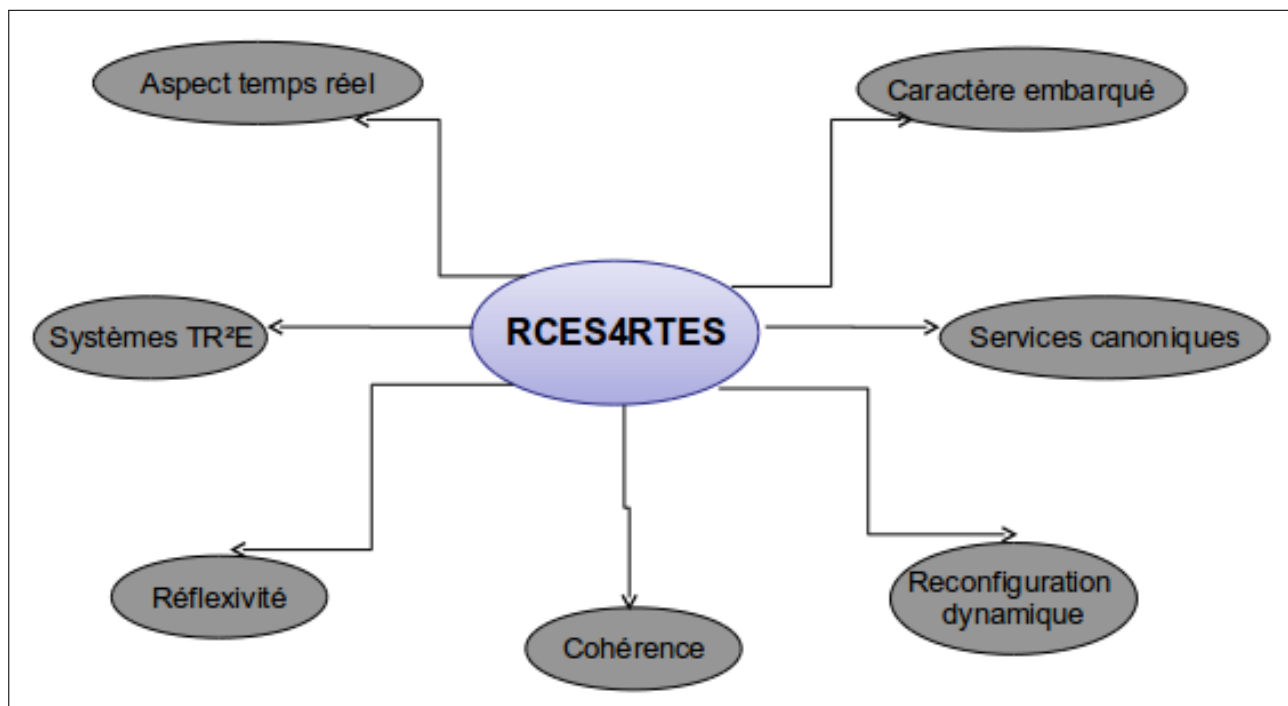 Aspect temps réel
Caractère embarqué
RCES4RTES
Systèmes TR²E
Services canoniques
Réflexivité
Reconfiguration
dynamique
Cohérence